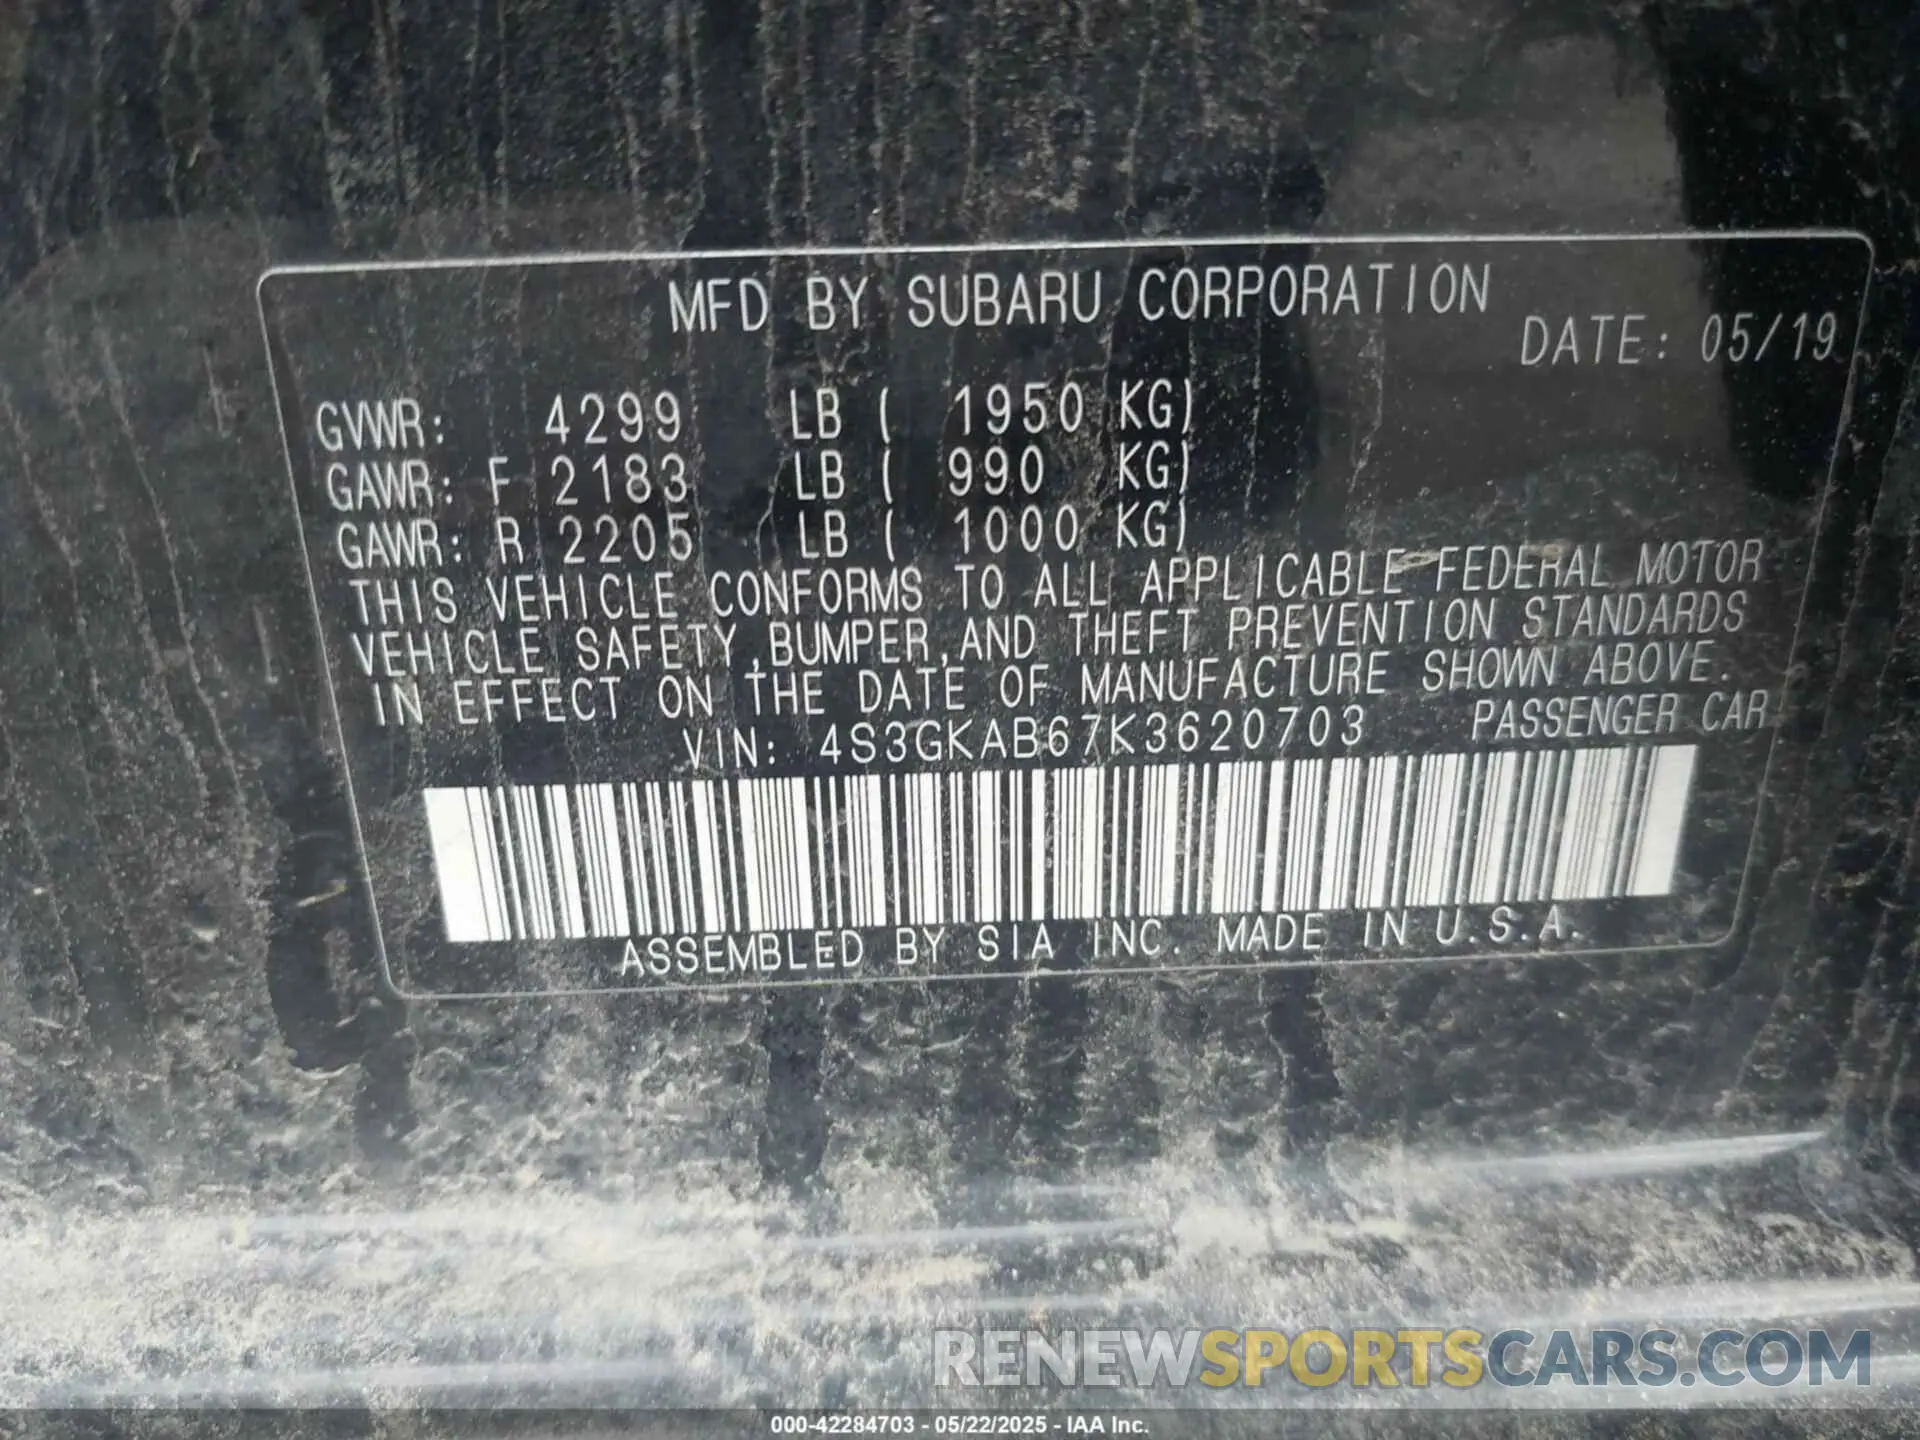 MFD BY SUBARU CORPORATION
DATE: 05/19
GVWR: 4299 LB ( 1950 KG)
GAWR: F 2183 LB ( 990 KG)
GAWR: R 2205 LB ( 1000 KG)
THIS VEHICLE CONFORMS TO ALL APPLICABLE FEDERAL MOTOR
VEHICLE SAFETY,BUMPER,AND THEFT PREVENTION STANDARDS
IN EFFECT ON THE DATE OF MANUFACTURE SHOWN ABOVE.
VIN: 4S3GKAB67K3620703 PASSENGER CAR
ASSEMBLED BY SIA INC. MADE IN U.S.A.
RENEWSPORTSCARS.COM
000-42284703 - 05/22/2025 - IAA Inc.